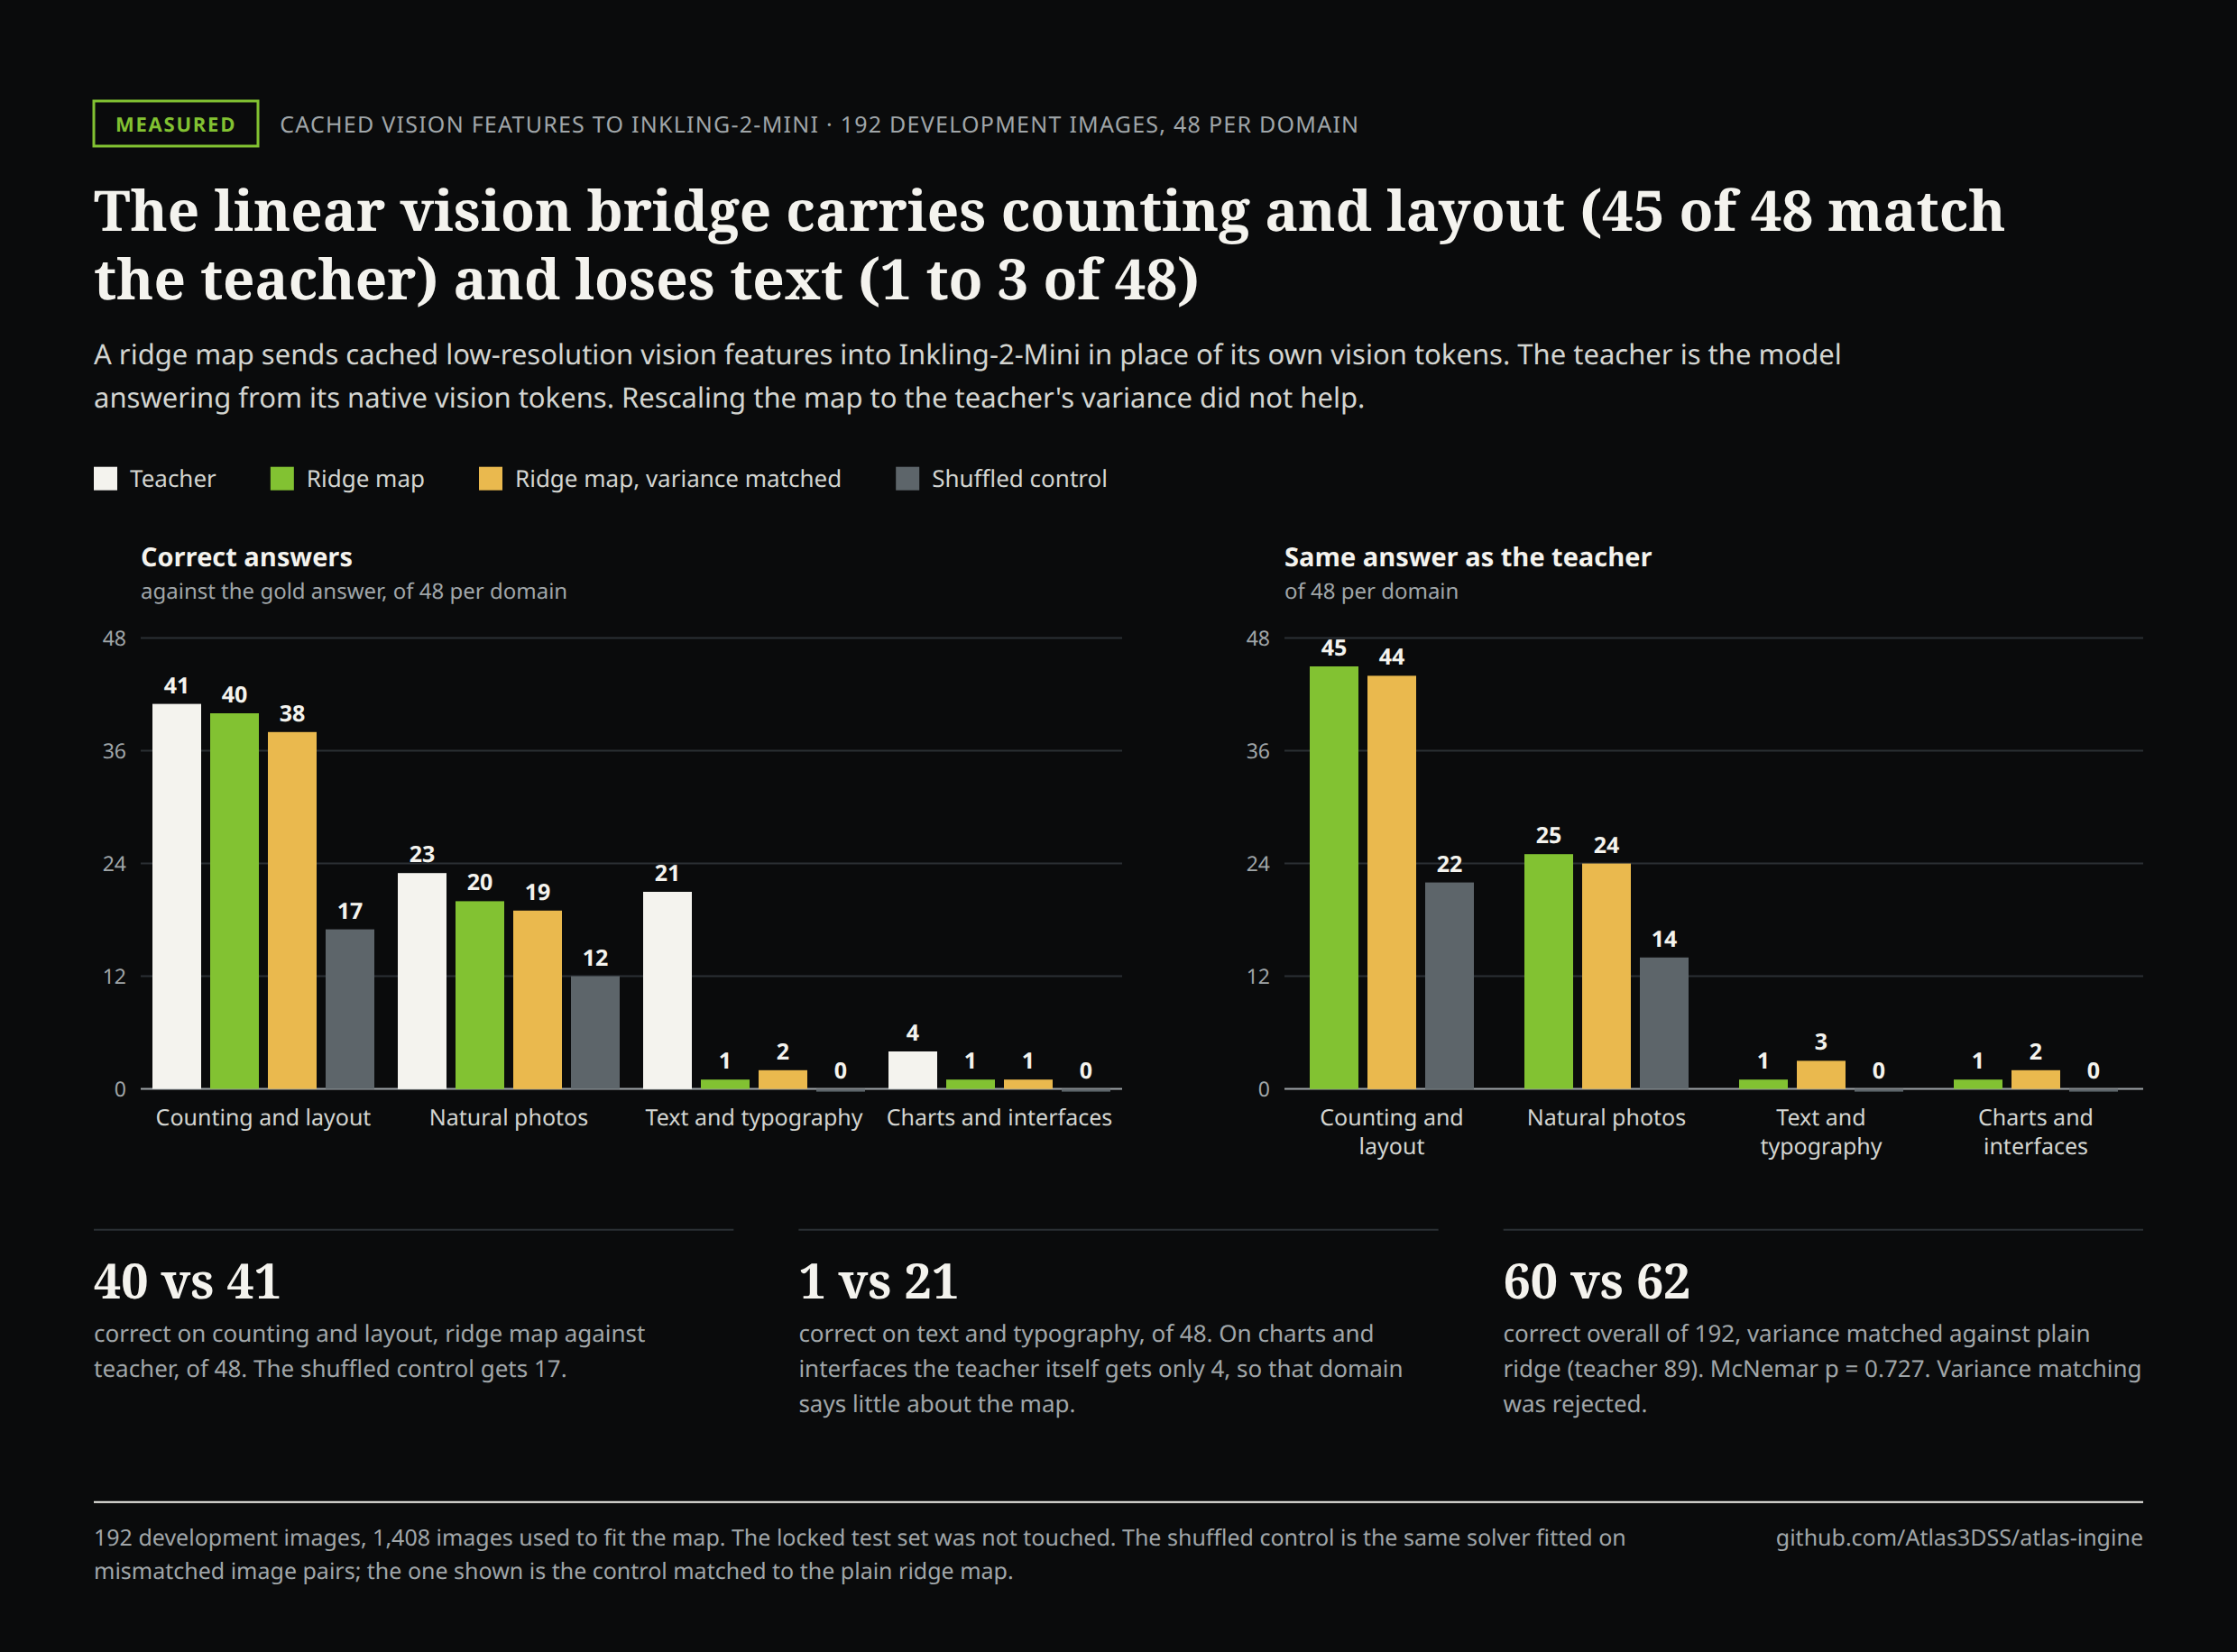 MEASURED
CACHED VISION FEATURES TO INKLING-2-MINI · 192 DEVELOPMENT IMAGES, 48 PER DOMAIN
The linear vision bridge carries counting and layout (45 of 48 match
the teacher) and loses text (1 to 3 of 48)
A ridge map sends cached low-resolution vision features into Inkling-2-Mini in place of its own vision tokens. The teacher is the model
answering from its native vision tokens. Rescaling the map to the teacher's variance did not help.
Teacher
Ridge map
Ridge map, variance matched
Shuffled control
Correct answers
against the gold answer, of 48 per domain
48
36
24
12
0
41
40
38
17
23
20
19
12
21
1
2
0
4
1
1
0
Counting and layout
Natural photos
Text and typography
Charts and interfaces
Same answer as the teacher
of 48 per domain
48
36
24
12
0
45
44
22
25
24
14
1
3
0
1
2
0
Counting and
layout
Natural photos
Text and
typography
Charts and
interfaces
40 vs 41
correct on counting and layout, ridge map against
teacher, of 48. The shuffled control gets 17.
1 vs 21
correct on text and typography, of 48. On charts and
interfaces the teacher itself gets only 4, so that domain
says little about the map.
60 vs 62
correct overall of 192, variance matched against plain
ridge (teacher 89). McNemar p = 0.727. Variance matching
was rejected.
192 development images, 1,408 images used to fit the map. The locked test set was not touched. The shuffled control is the same solver fitted on
mismatched image pairs; the one shown is the control matched to the plain ridge map.
github.com/Atlas3DSS/atlas-ingine